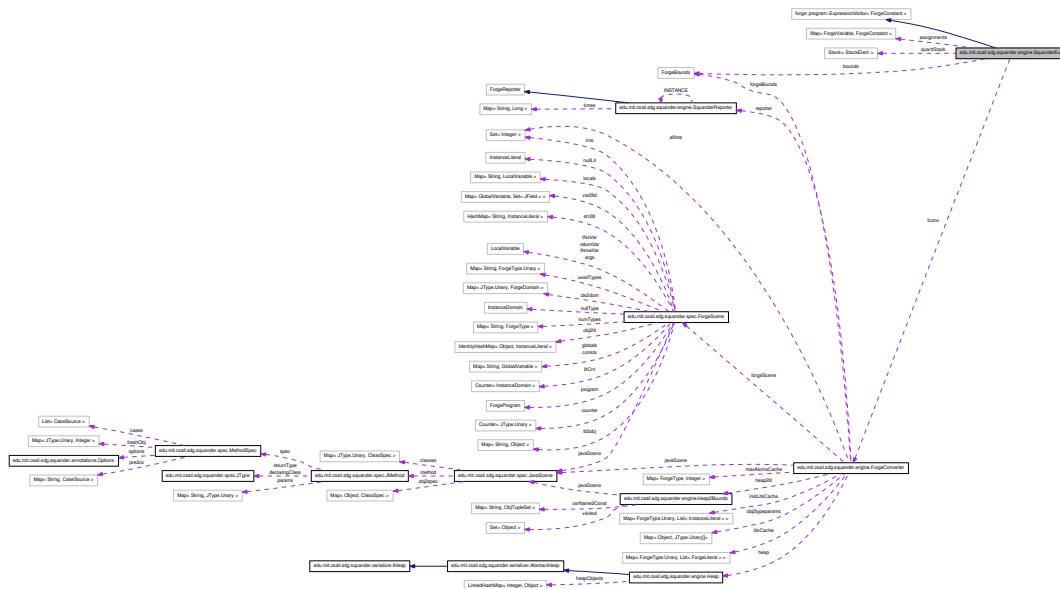 forge::program::ExpressionVisitor< ForgeConstant >
Map< ForgeVariable, ForgeConstant >
assignments
Stack< StackElem >
quantStack
edu.mit.csail.sdg.squander.engine.SquanderEv
bounds
ForgeBounds
forgeBounds
ForgeReporter
INSTANCE
Map< String, Long >
times
edu.mit.csail.sdg.squander.engine.SquanderReporter
reporter
Set< Integer >
ints
allInts
InstanceLiteral
nullLit
Map< String, LocalVariable >
locals
Map< GlobalVariable, Set< JField > >
var2fld
HashMap< String, InstanceLiteral >
str2lit
fconv
thisVar
returnVar
throwVar
args
LocalVariable
Map< String, ForgeType.Unary >
usedTypes
Map< JType.Unary, ForgeDomain >
cls2dom
InstanceDomain
nullType
edu.mit.csail.sdg.squander.spec.ForgeScene
Map< String, ForgeType >
numTypes
obj2lit
IdentityHashMap< Object, InstanceLiteral >
globals
consts
Map< String, GlobalVariable >
litCnt
Counter< InstanceDomain >
forgeScene
program
ForgeProgram
counter
Counter< JType.Unary >
lit2obj
Map< String, Object >
javaScene
List< CaseSource >
cases
Map< JType.Unary, Integer >
freshObj
options
edu.mit.csail.sdg.squander.spec.MethodSpec
spec
edu.mit.csail.sdg.squander.annotations.Options
pre2cs
Map< String, CaseSource >
Map< JType.Unary, ClassSpec >
classes
returnType
declaringClass
params
edu.mit.csail.sdg.squander.spec.JType
edu.mit.csail.sdg.squander.spec.JMethod
method
obj2spec
edu.mit.csail.sdg.squander.spec.JavaScene
Map< String, JType.Unary >
Map< Object, ClassSpec >
javaScene
edu.mit.csail.sdg.squander.engine.ForgeConverter
maxAtomsCache
Map< ForgeType, Integer >
heap2lit
javaScene
edu.mit.csail.sdg.squander.engine.Heap2Bounds
Map< String, ObjTupleSet >
varName2Const
visited
Set< Object >
instLitsCache
Map< ForgeType.Unary, List< InstanceLiteral > >
obj2typeparams
Map< Object, JType.Unary[]>
litsCache
Map< ForgeType.Unary, List< ForgeLiteral > >
heap
edu.mit.csail.sdg.squander.serializer.IHeap
edu.mit.csail.sdg.squander.serializer.AbstractHeap
edu.mit.csail.sdg.squander.engine.Heap
heapObjects
LinkedHashMap< Integer, Object >